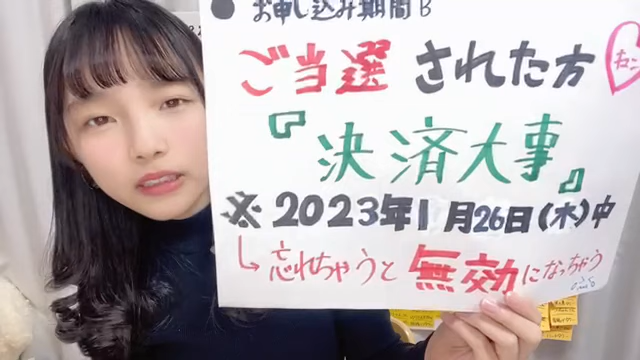 ● お申し込み期間B
ご当選 された方
『決済大事』
※2023年1月26日(木)中
↳忘れちゃうと 無効になっちゃう